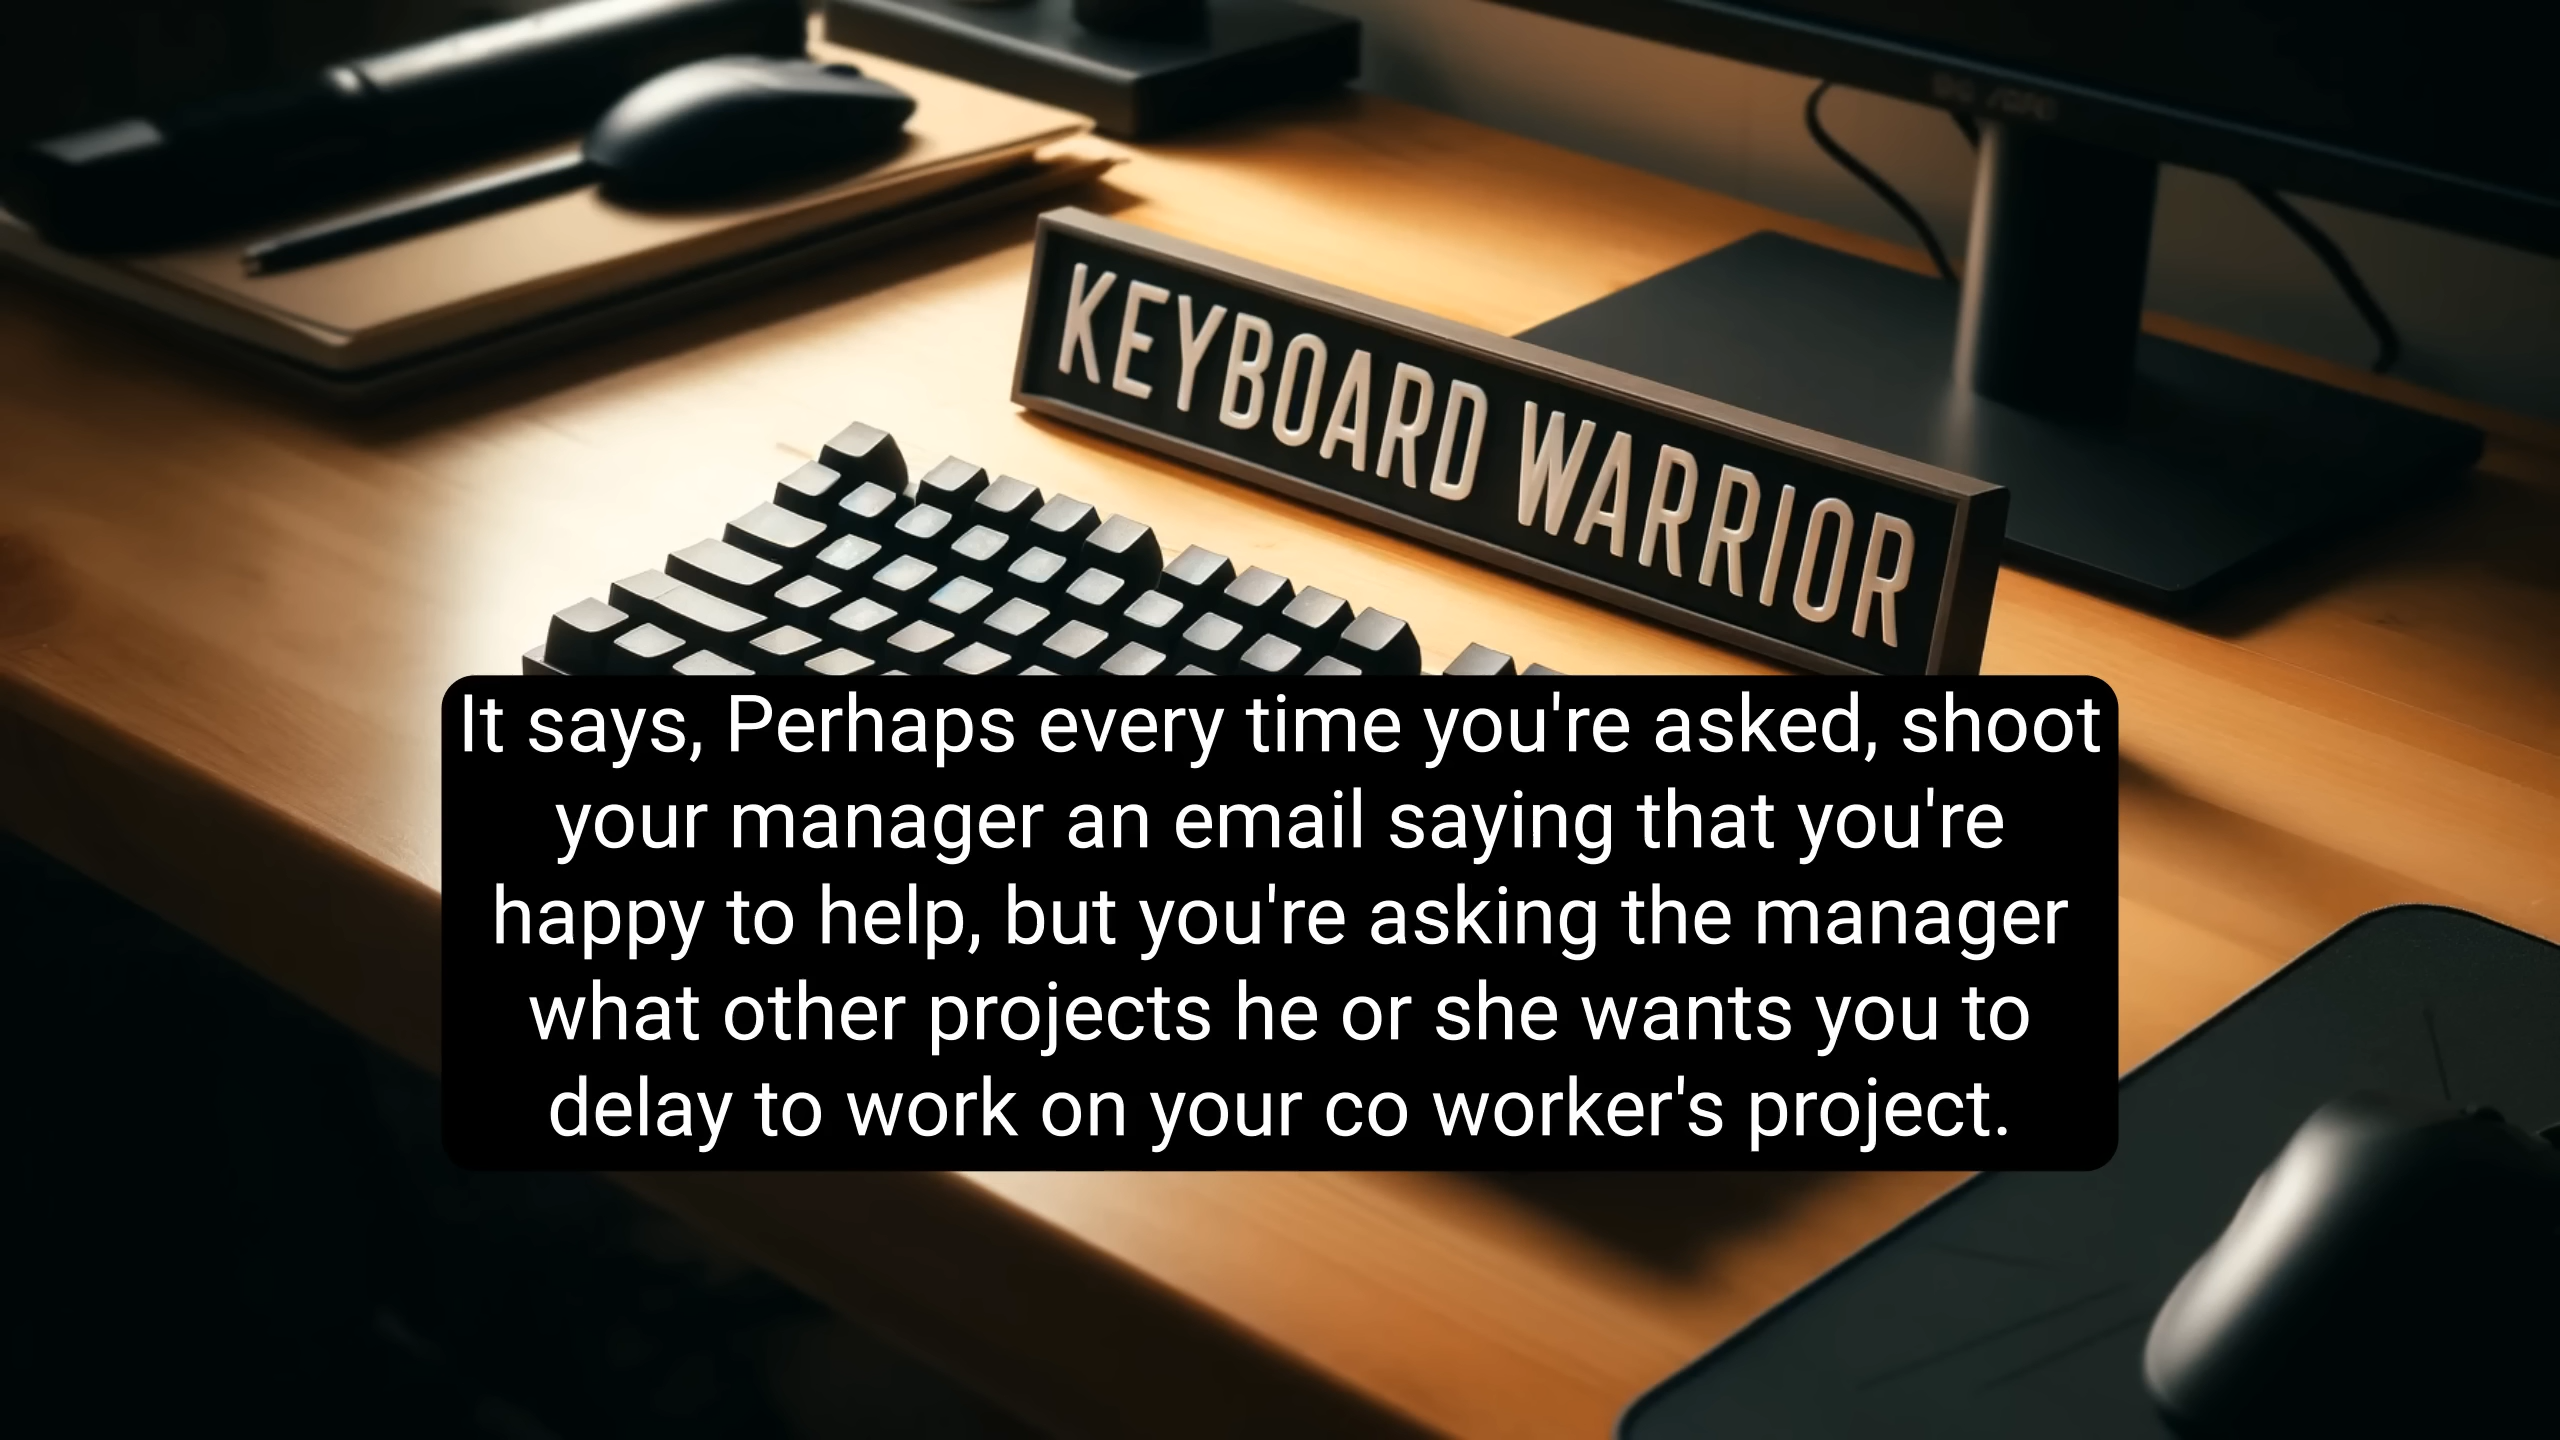 KEYBOARD WARRIOR
It says, Perhaps every time you're asked, shoot
your manager an email saying that you're
happy to help, but you're asking the manager
what other projects he or she wants you to
delay to work on your co worker's project.